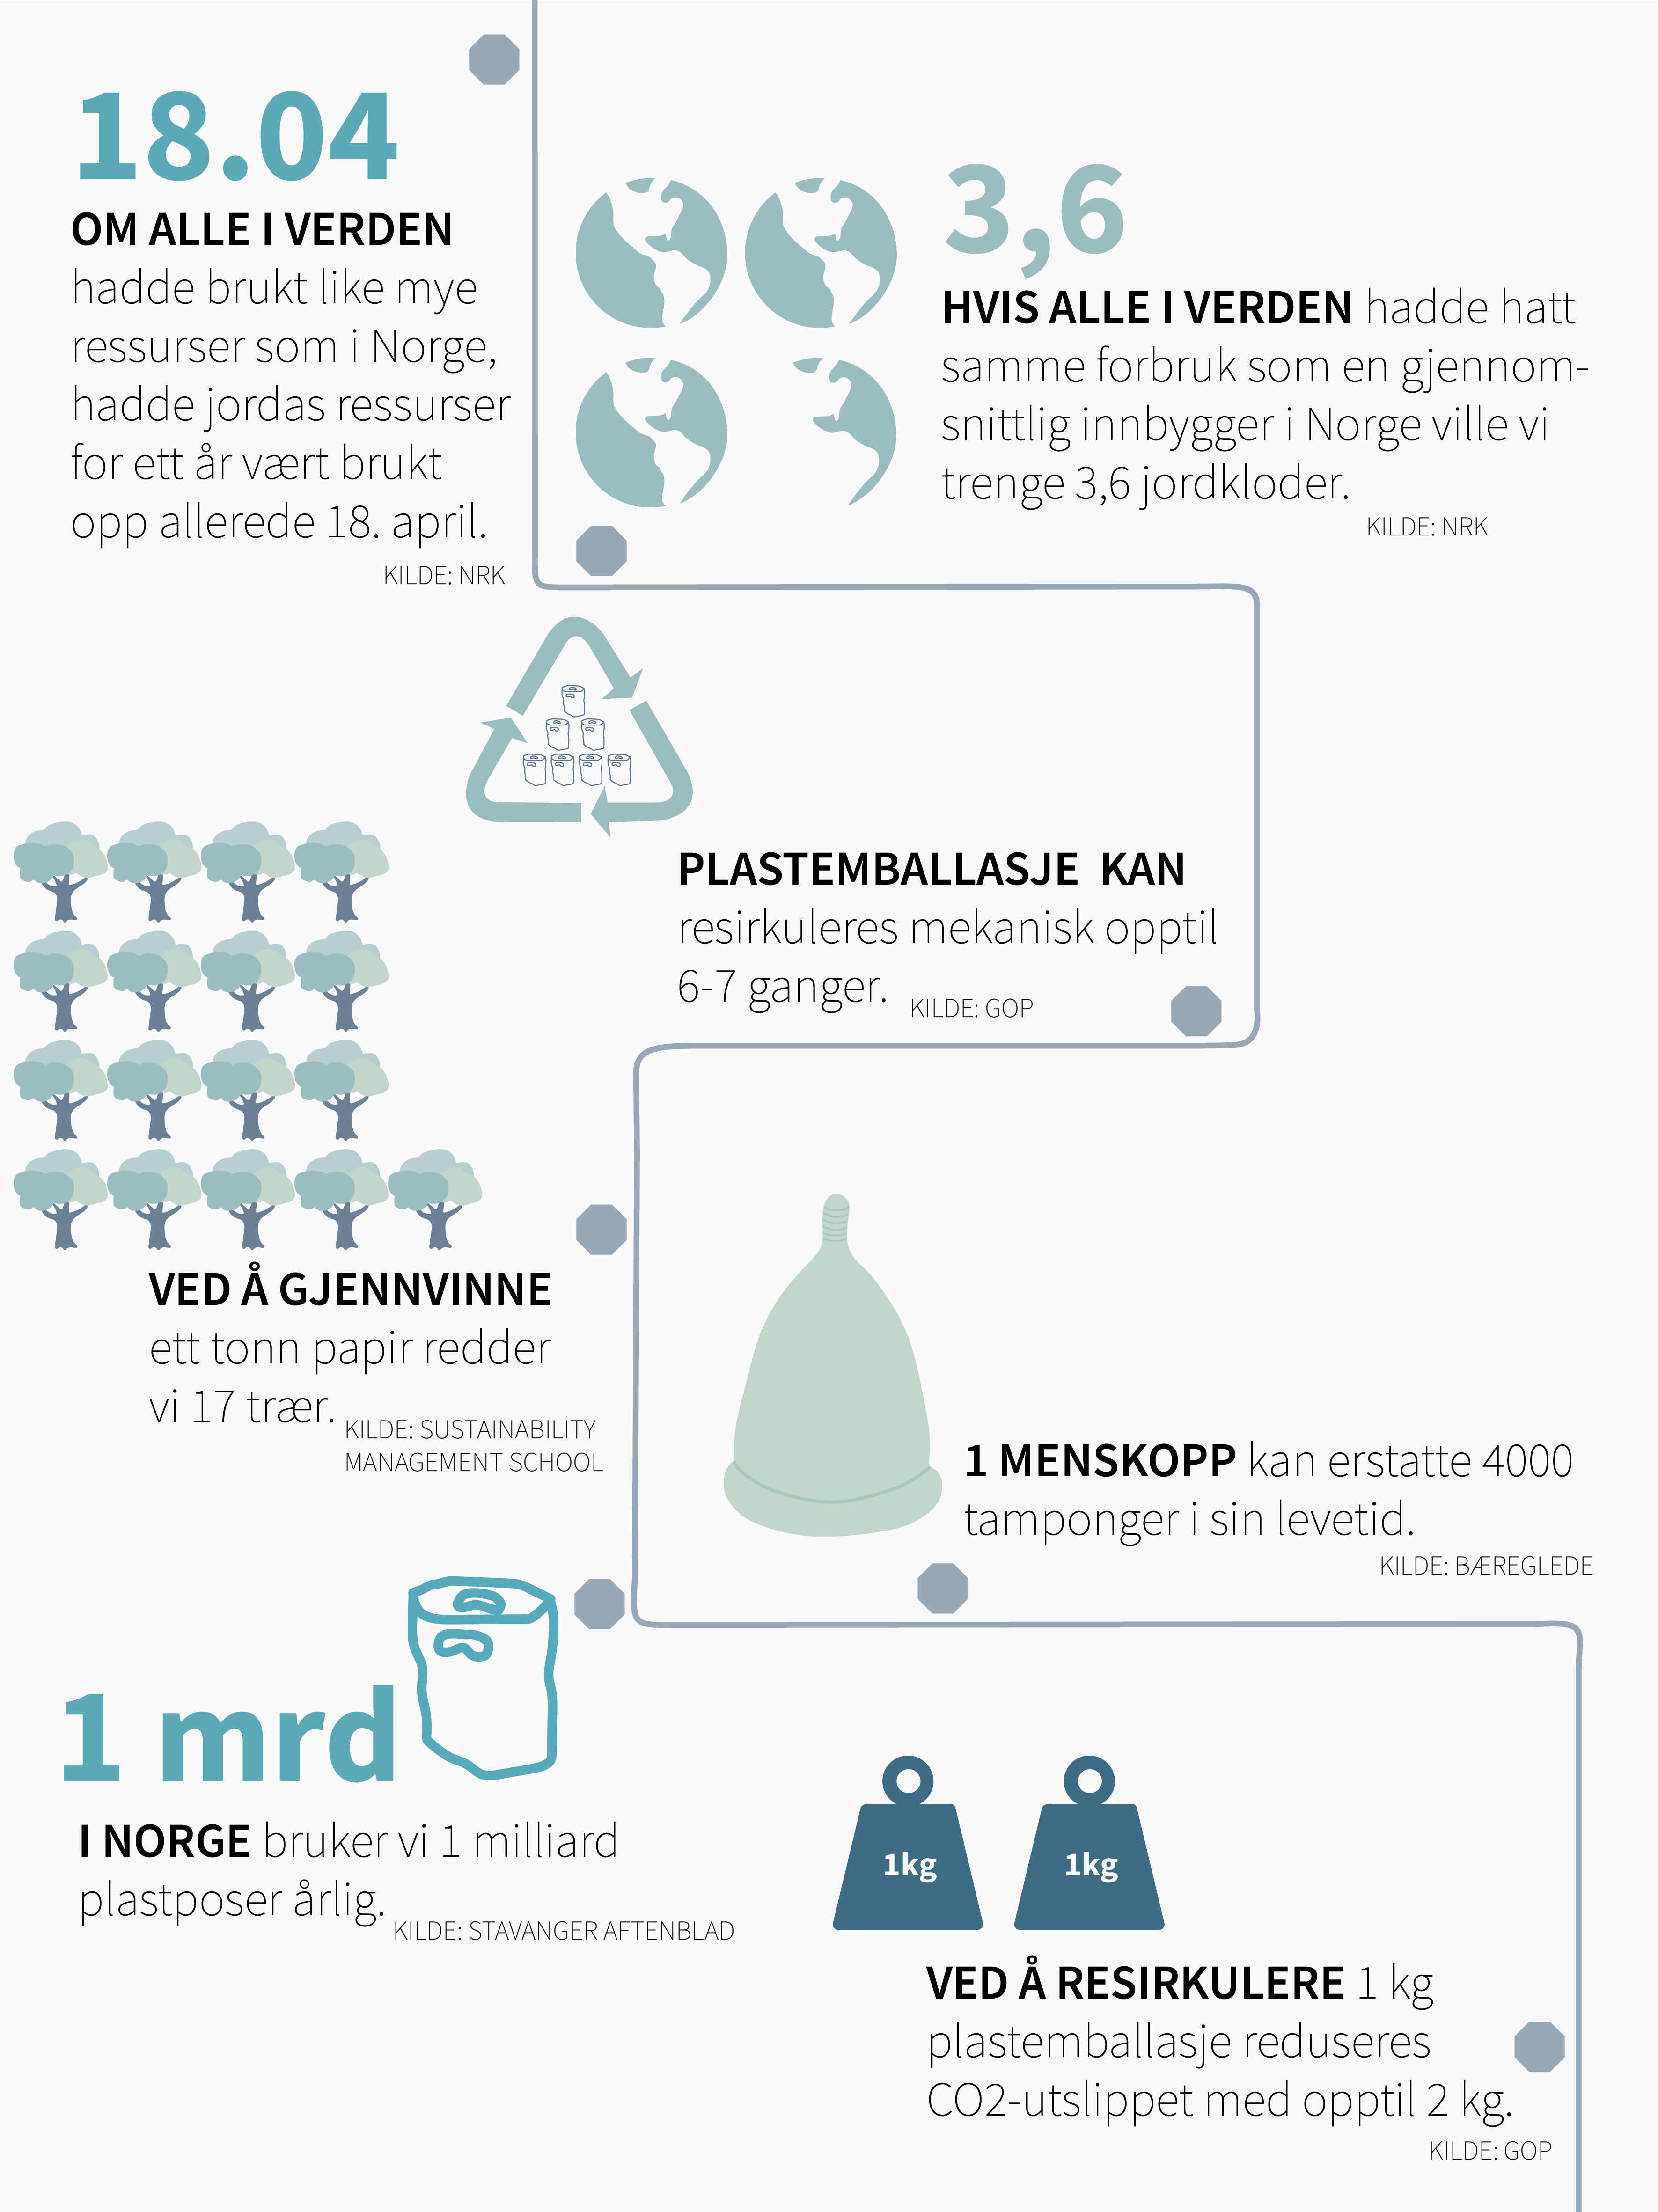 18.04
OM ALLE I VERDEN
hadde brukt like mye
ressurser som i Norge,
hadde jordas ressurser
for ett år vært brukt
opp allerede 18. april.
KILDE: NRK
3,6
HVIS ALLE I VERDEN hadde hatt
samme forbruk som en gjennom-
snittlig innbygger i Norge ville vi
trenge 3,6 jordkloder.
KILDE: NRK
PLASTEMBALLASJE KAN
resirkuleres mekanisk opptil
6-7 ganger.
KILDE: GOP
VED Å GJENNVINNE
ett tonn papir redder
vi 17 trær.
KILDE: SUSTAINABILITY
MANAGEMENT SCHOOL
1 MENSKOPP kan erstatte 4000
tamponger i sin levetid.
KILDE: BÆREGLEDE
1 mrd
I NORGE bruker vi 1 milliard
plastposer årlig.
KILDE: STAVANGER AFTENBLAD
1kg
1kg
VED Å RESIRKULERE 1 kg
plastemballasje reduseres
CO2-utslippet med opptil 2 kg.
KILDE: GOP